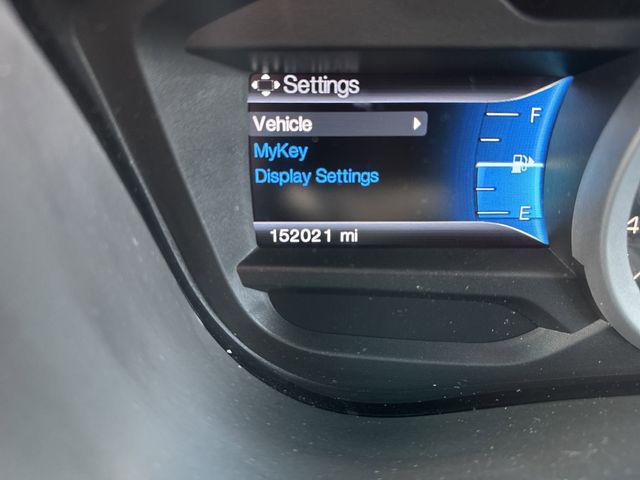 Settings
Vehicle
F
MyKey
Display Settings
E
152021 mi
4